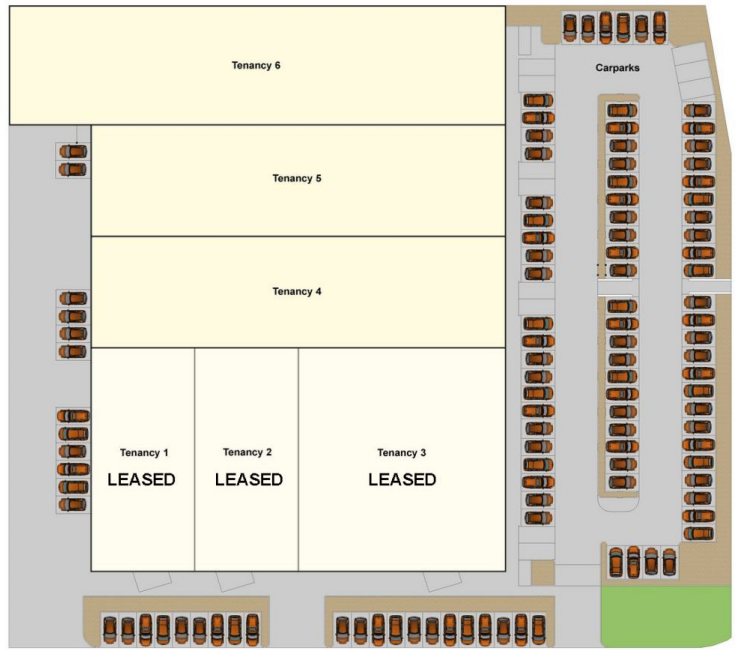 Tenancy 6
Carparks
Tenancy 5
Tenancy 4
Tenancy 1
LEASED
Tenancy 2
LEASED
Tenancy 3
LEASED